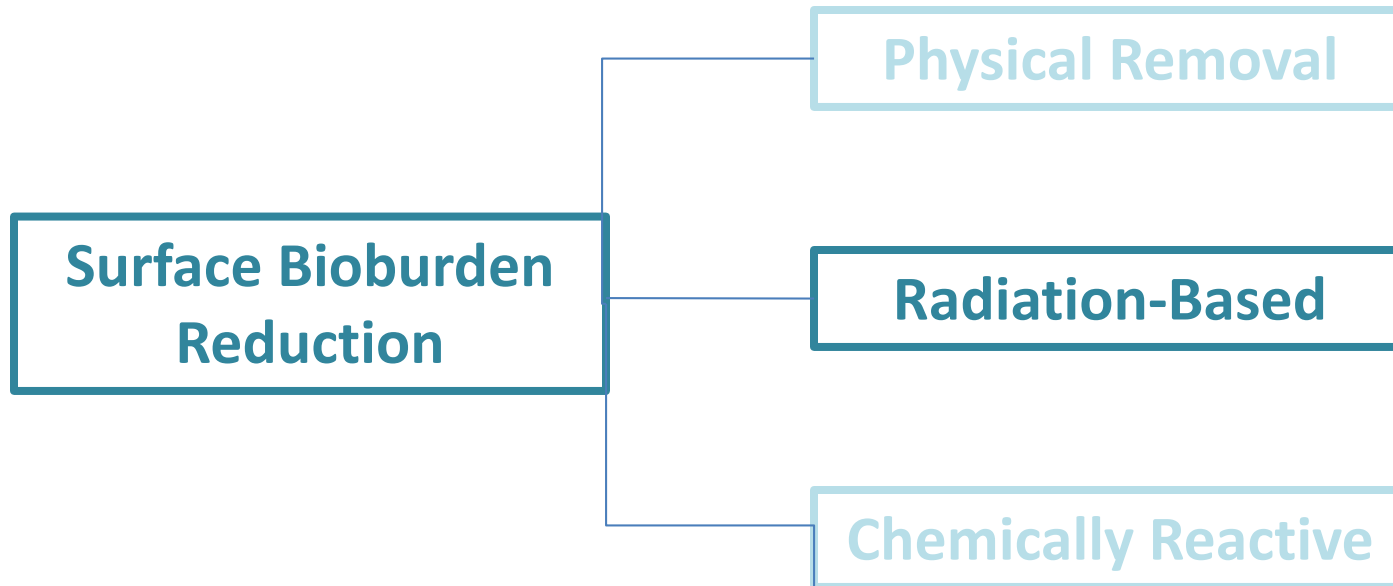 Physical Removal
Surface Bioburden
Reduction
Radiation-Based
Chemically Reactive